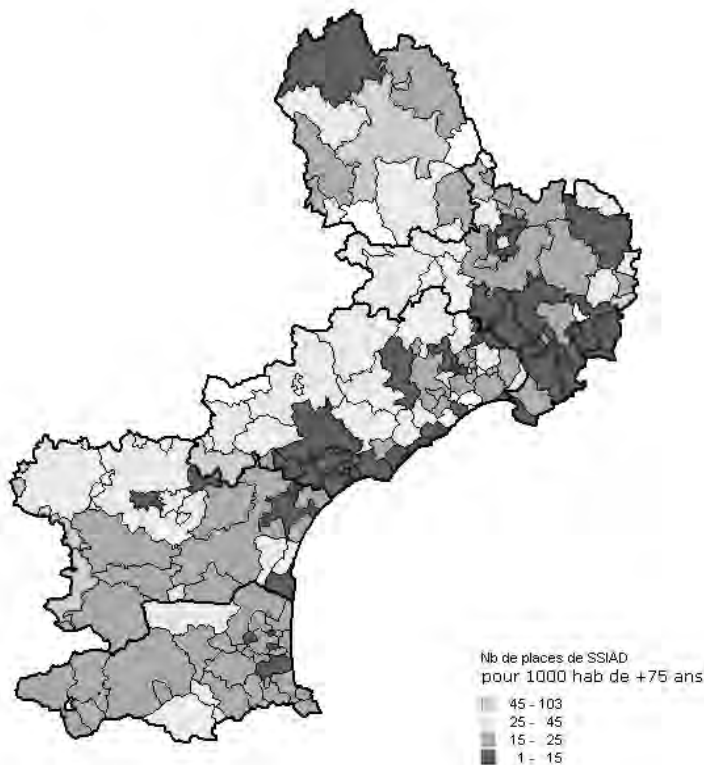 Nb de places de SSIAD
pour 1000 hab de +75 ans
45 - 103
25 - 45
15 - 25
1 - 15